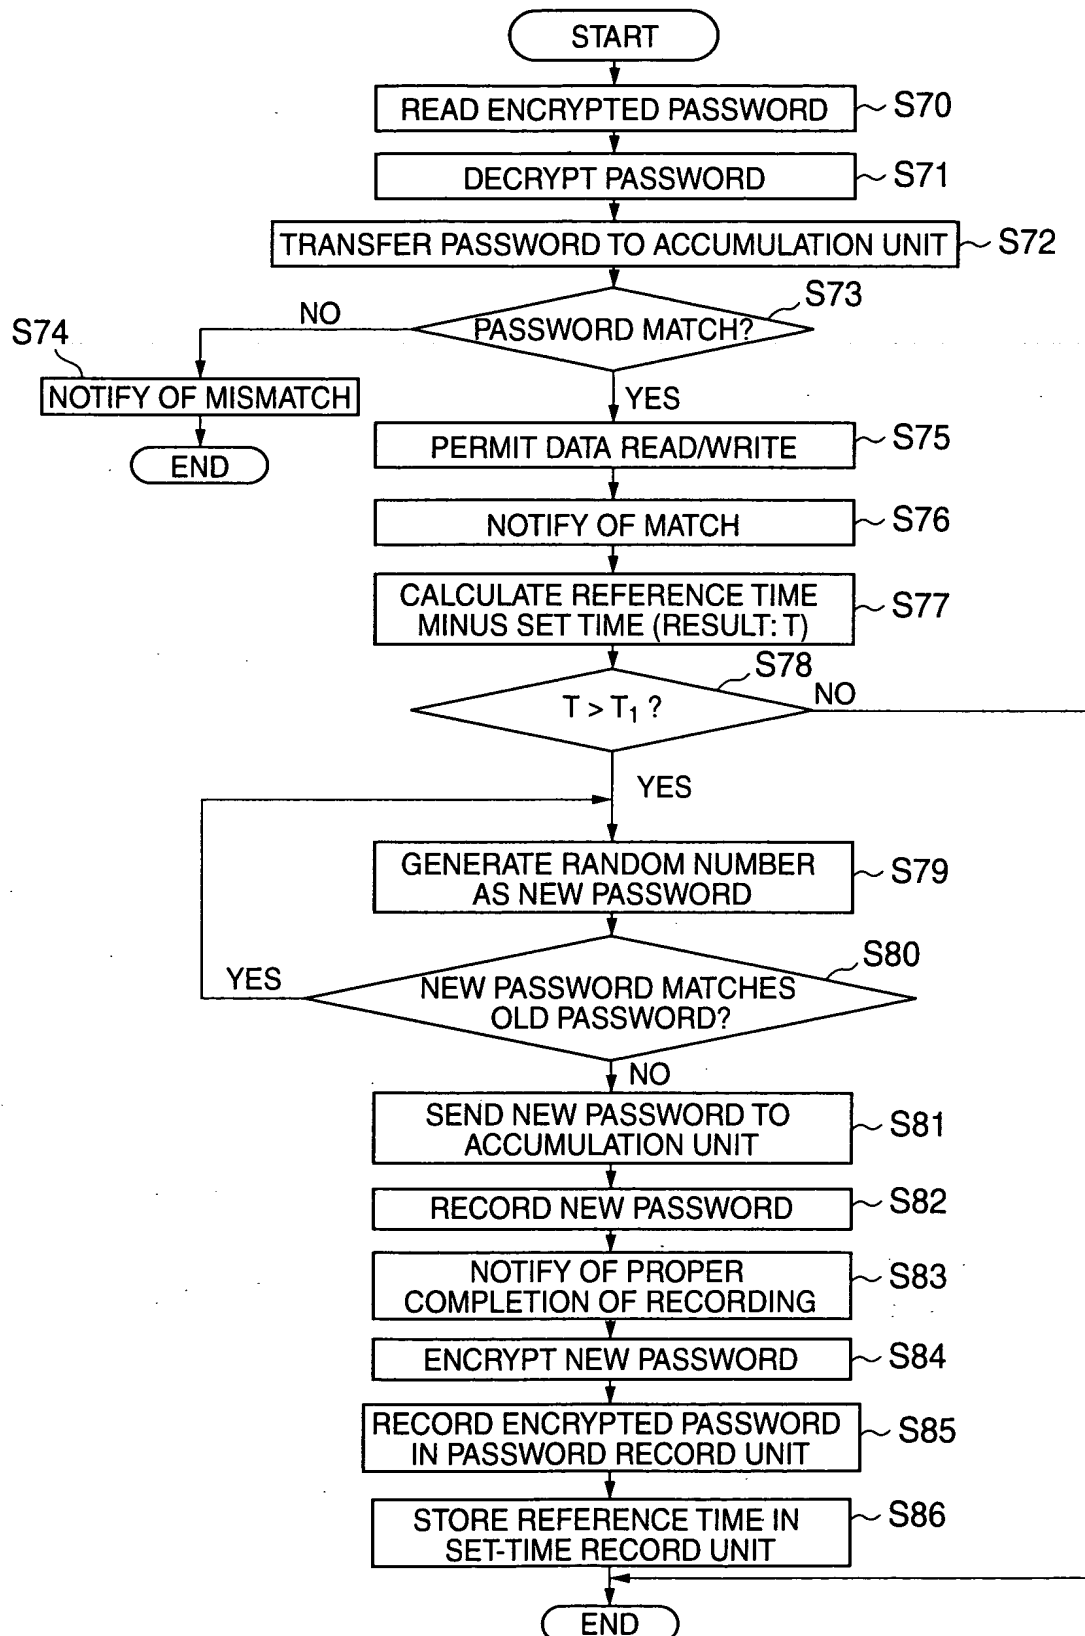 START
READ ENCRYPTED PASSWORD
S70
DECRYPT PASSWORD
S71
TRANSFER PASSWORD TO ACCUMULATION UNIT
S72
S73
PASSWORD MATCH?
NO
S74
NOTIFY OF MISMATCH
END
YES
PERMIT DATA READ/WRITE
S75
NOTIFY OF MATCH
S76
CALCULATE REFERENCE TIME
MINUS SET TIME (RESULT: T)
S77
S78
T > T₁ ?
NO
YES
GENERATE RANDOM NUMBER
AS NEW PASSWORD
S79
S80
NEW PASSWORD MATCHES
OLD PASSWORD?
YES
NO
SEND NEW PASSWORD TO
ACCUMULATION UNIT
S81
RECORD NEW PASSWORD
S82
NOTIFY OF PROPER
COMPLETION OF RECORDING
S83
ENCRYPT NEW PASSWORD
S84
RECORD ENCRYPTED PASSWORD
IN PASSWORD RECORD UNIT
S85
STORE REFERENCE TIME IN
SET-TIME RECORD UNIT
S86
END